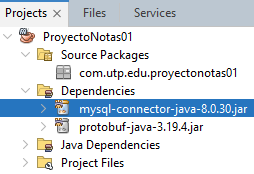 Projects × Files Services
ProyectoNotas01
Source Packages
com.utp.edu.proyectonotas01
Dependencies
mysql-connector-java-8.0.30.jar
protobuf-java-3.19.4.jar
Java Dependencies
Project Files